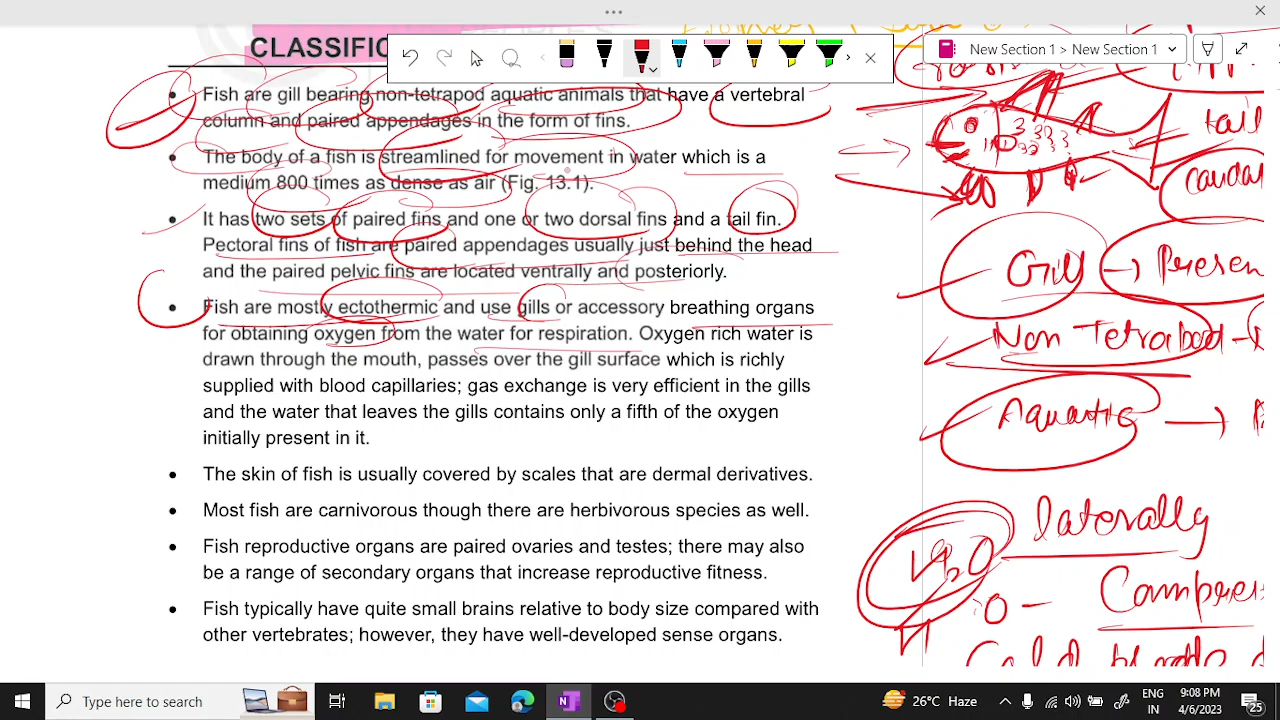 CLASSIFIC
New Section 1 > New Section 1
• Fish are gill bearing non-tetrapod aquatic animals that have a vertebral
column and paired appendages in the form of fins.
• The body of a fish is streamlined for movement in water which is a
medium 800 times as dense as air (Fig. 13.1).
• It has two sets of paired fins and one or two dorsal fins and a tail fin.
Pectoral fins of fish are paired appendages usually just behind the head
and the paired pelvic fins are located ventrally and posteriorly.
• Fish are mostly ectothermic and use gills or accessory breathing organs
for obtaining oxygen from the water for respiration. Oxygen rich water is
drawn through the mouth, passes over the gill surface which is richly
supplied with blood capillaries; gas exchange is very efficient in the gills
and the water that leaves the gills contains only a fifth of the oxygen
initially present in it.
• The skin of fish is usually covered by scales that are dermal derivatives.
• Most fish are carnivorous though there are herbivorous species as well.
• Fish reproductive organs are paired ovaries and testes; there may also
be a range of secondary organs that increase reproductive fitness.
• Fish typically have quite small brains relative to body size compared with
other vertebrates; however, they have well-developed sense organs.
tail
Caudal
Gill → Presen
Non Tetrabod
Aquatic →
laterally
Compres
Type here to search
26°C Haze
ENG
IN
9:08 PM
4/6/2023
25